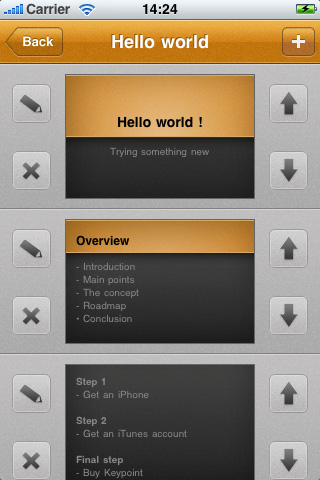 Carrier 14:24
Back Hello world +
Hello world !
Trying something new
Overview
- Introduction
- Main points
- The concept
- Roadmap
• Conclusion
Step 1
- Get an iPhone
Step 2
- Get an iTunes account
Final step
- Buy Keypoint